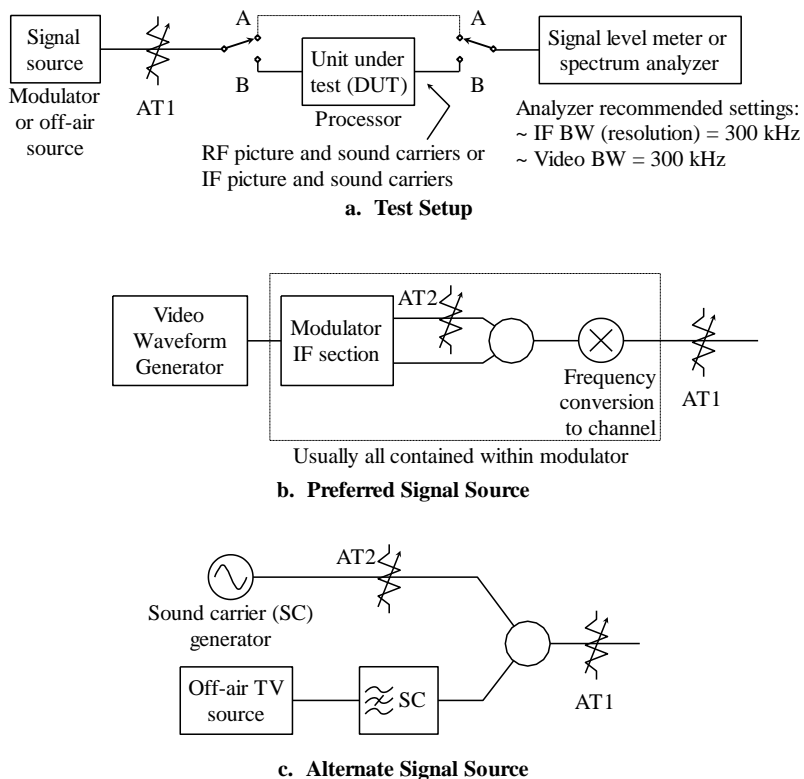 Signal
source
Modulator
or off-air
source
AT1
A
B
Unit under
test (DUT)
Processor
A
B
Signal level meter or
spectrum analyzer
Analyzer recommended settings:
~ IF BW (resolution) = 300 kHz
~ Video BW = 300 kHz
RF picture and sound carriers or
IF picture and sound carriers
a. Test Setup
Video
Waveform
Generator
Modulator
IF section
AT2
Frequency
conversion
to channel
AT1
Usually all contained within modulator
b. Preferred Signal Source
AT2
Sound carrier (SC)
generator
Off-air TV
source
SC
AT1
c. Alternate Signal Source